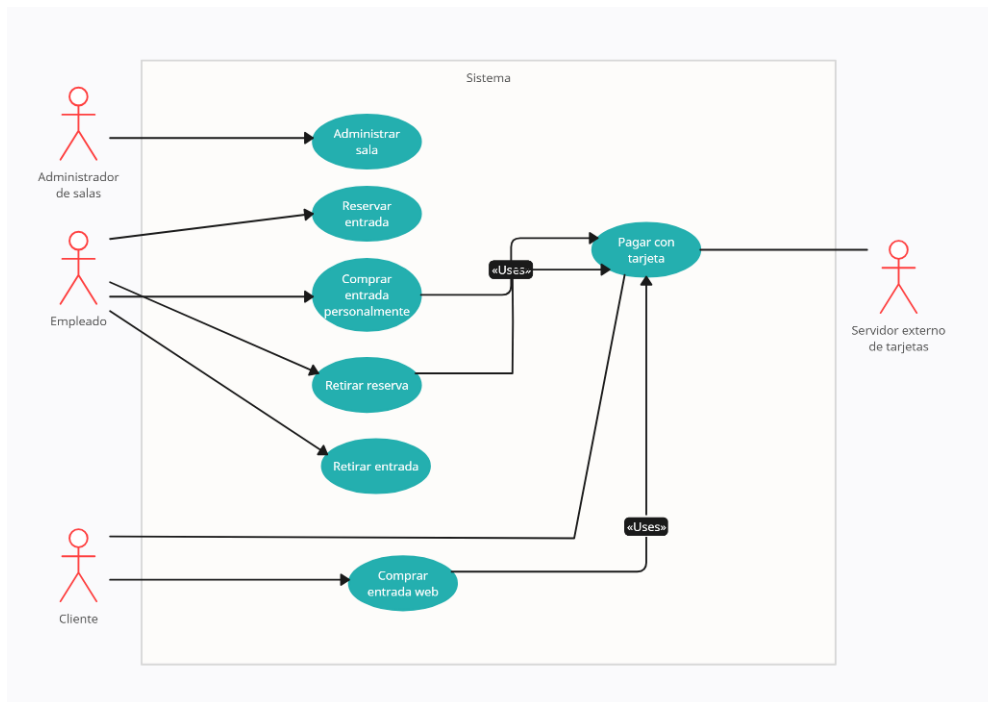 Sistema
Administrar
sala
Administrador
de salas
Reservar
entrada
Pagar con
tarjeta
«Uses»
Comprar
entrada
personalmente
Empleado
Servidor externo
de tarjetas
Retirar reserva
Retirar entrada
«Uses»
Comprar
entrada web
Cliente